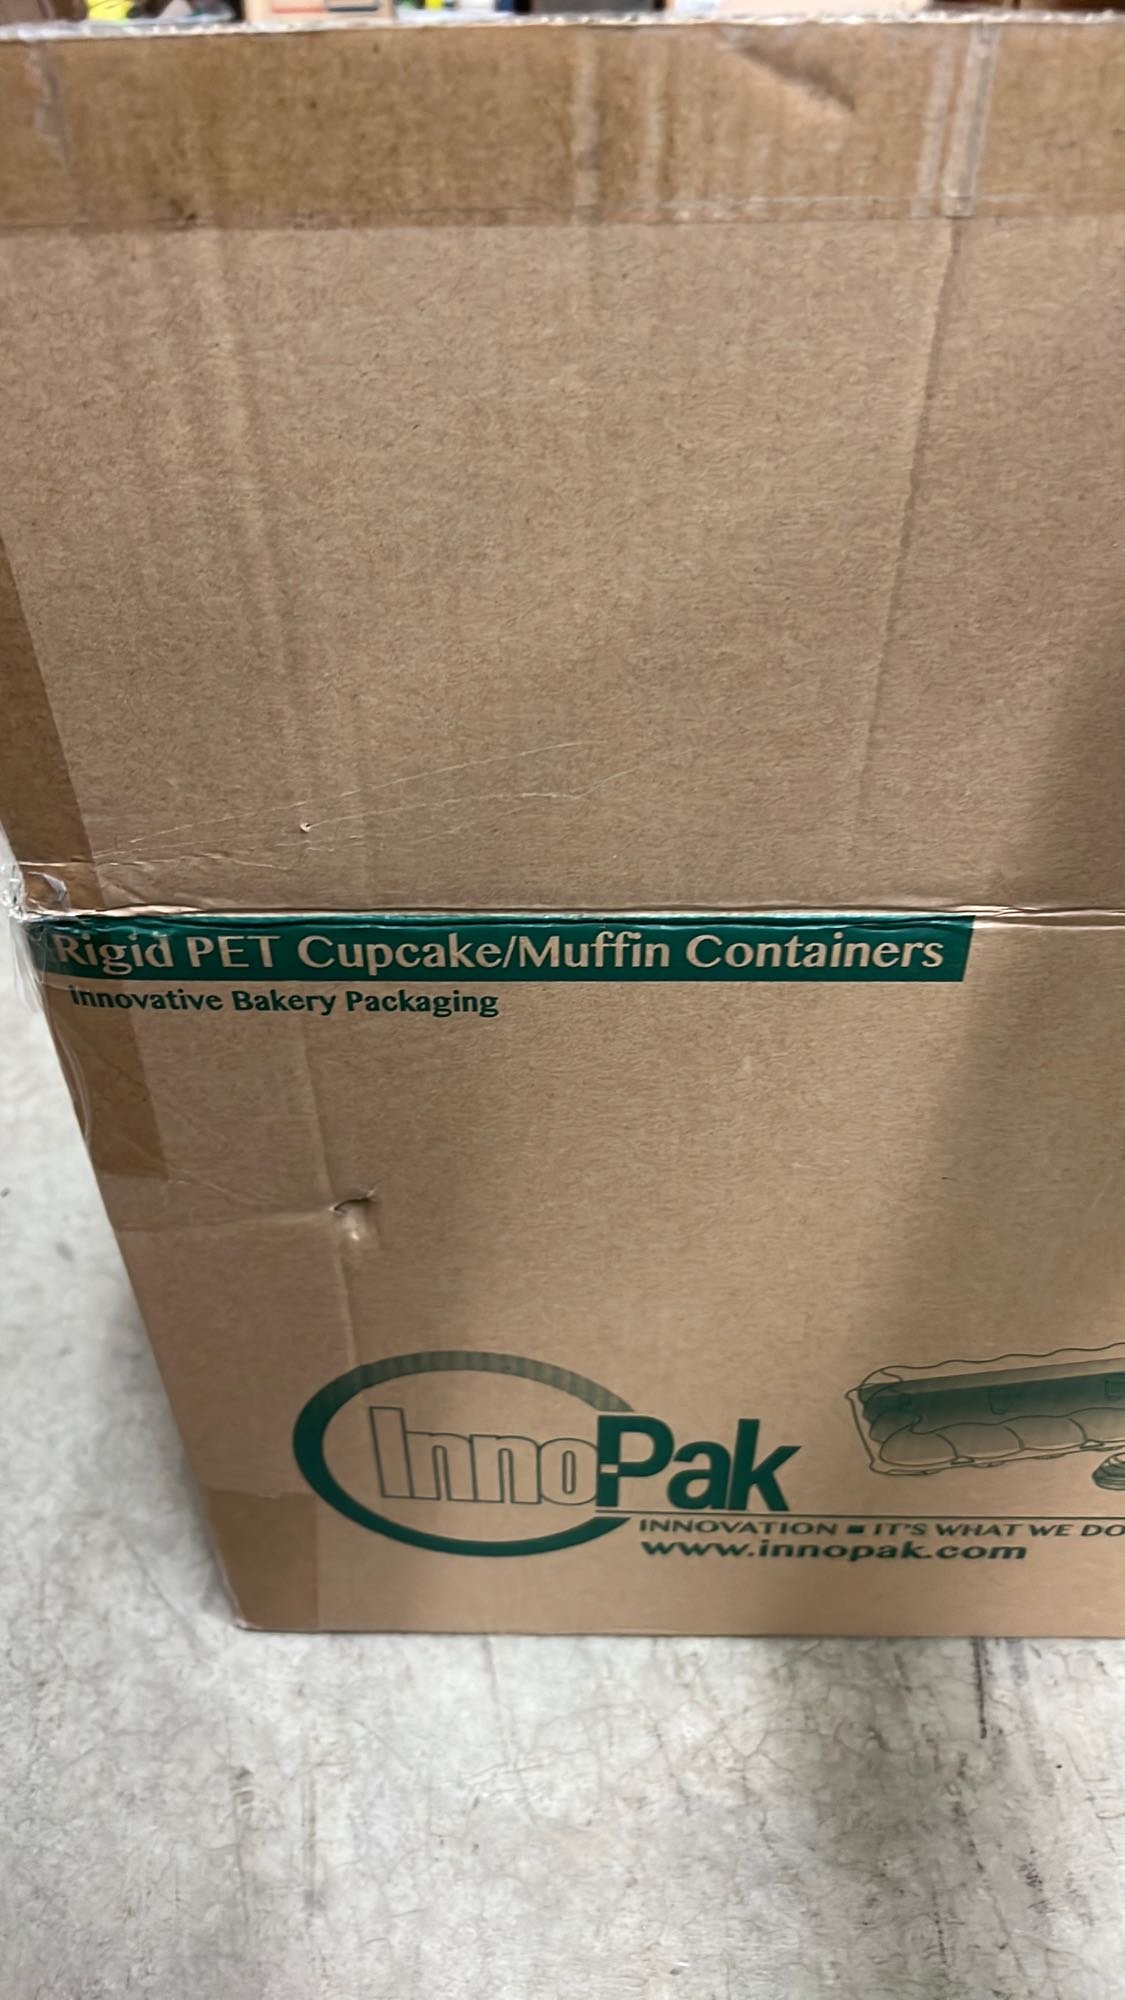 Rigid PET Cupcake/Muffin Containers
Innovative Bakery Packaging
InnoPak
INNOVATION ■ IT'S WHAT WE DO
www.innopak.com